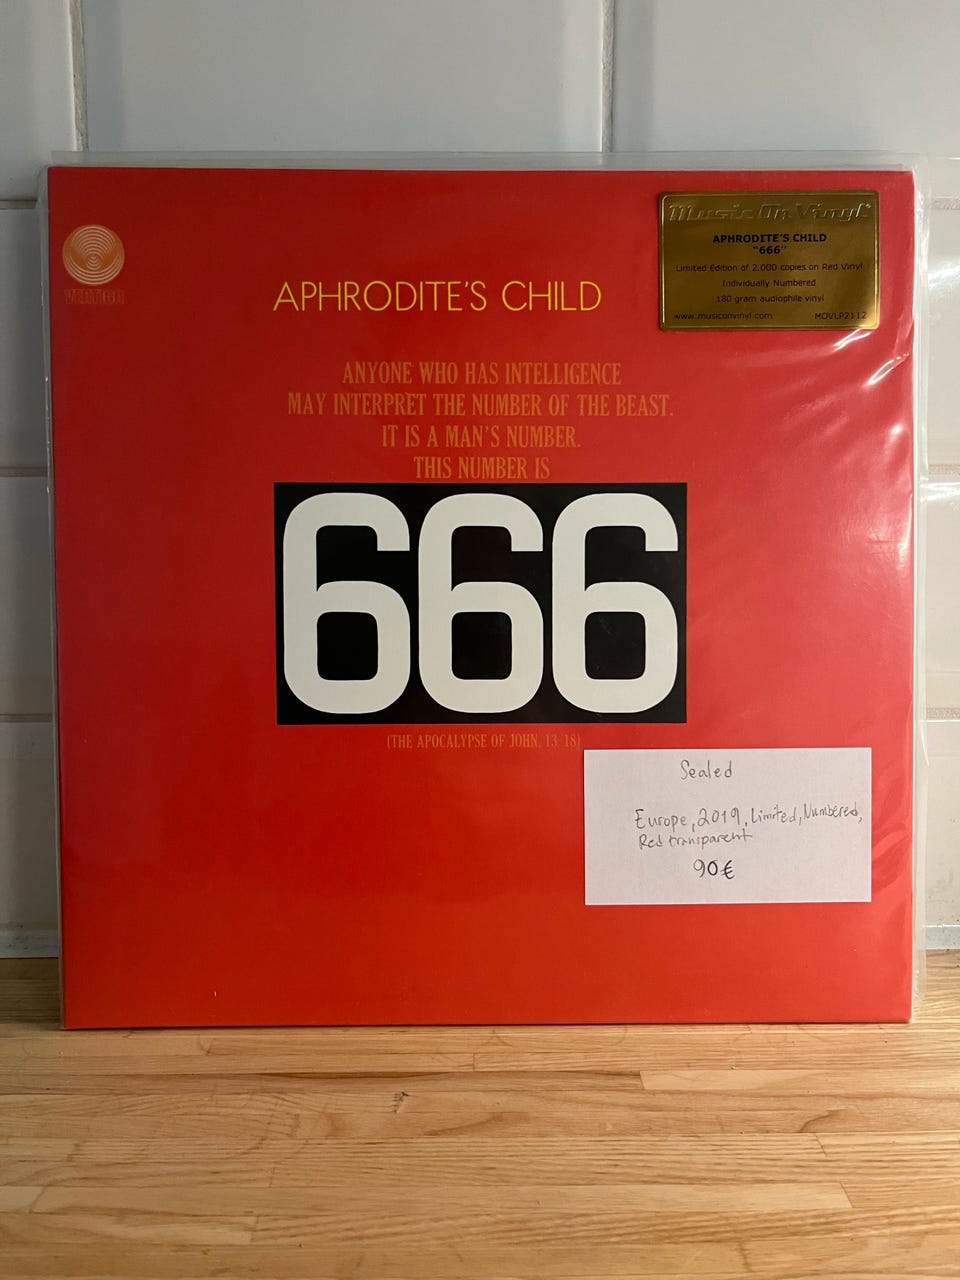 VERTIGO
Music On Vinyl
APHRODITE'S CHILD
"666"
Limited Edition of 2.000 copies on Red Vinyl
Individually Numbered
180 gram audiophile vinyl
www.musiconvinyl.com MOVLP2112
APHRODITE'S CHILD
ANYONE WHO HAS INTELLIGENCE
MAY INTERPRET THE NUMBER OF THE BEAST.
IT IS A MAN'S NUMBER.
THIS NUMBER IS
666
(THE APOCALYPSE OF JOHN, 13, 18)
Sealed
Europe, 2019, Limited, Numbered,
Red transparent
90€